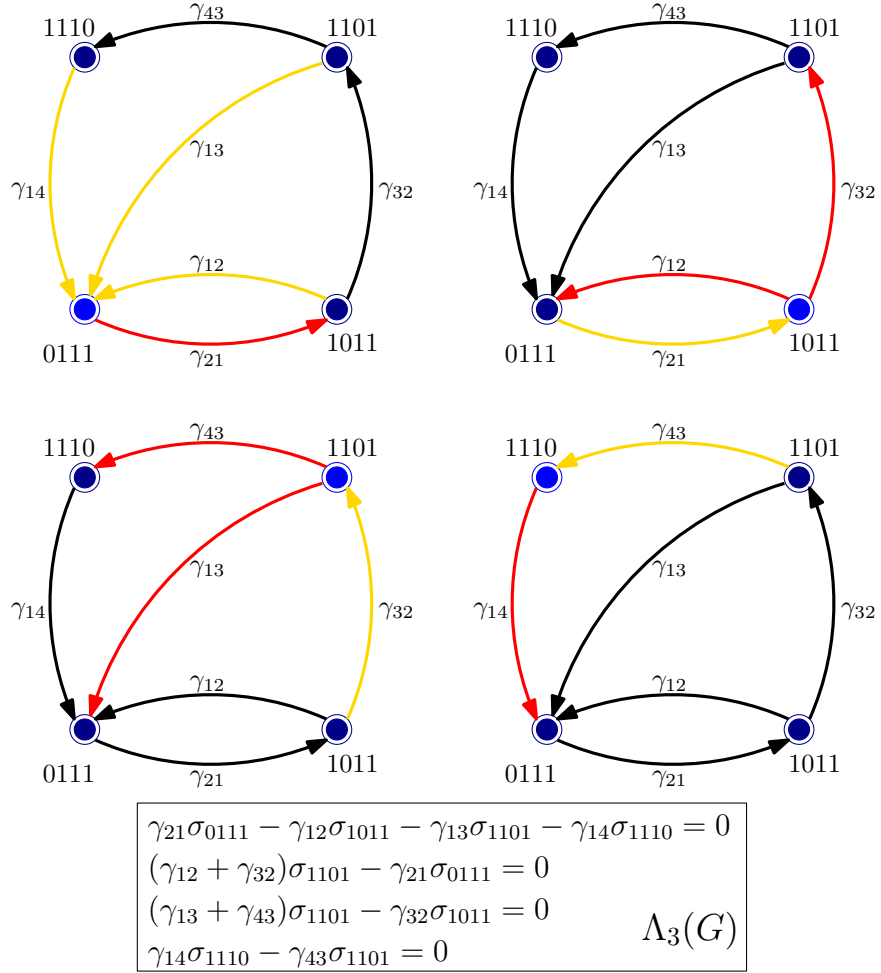 γ₄₃
1110
1101
γ₁₃
γ₁₄
γ₃₂
γ₁₂
0111
γ₂₁
1011
γ₄₃
1110
1101
γ₁₃
γ₁₄
γ₃₂
γ₁₂
0111
γ₂₁
1011
γ₄₃
1110
1101
γ₁₃
γ₁₄
γ₃₂
γ₁₂
0111
γ₂₁
1011
γ₄₃
1110
1101
γ₁₃
γ₁₄
γ₃₂
γ₁₂
0111
γ₂₁
1011
γ₂₁σ₀₁₁₁ − γ₁₂σ₁₀₁₁ − γ₁₃σ₁₁₀₁ − γ₁₄σ₁₁₁₀ = 0
(γ₁₂ + γ₃₂)σ₁₁₀₁ − γ₂₁σ₀₁₁₁ = 0
(γ₁₃ + γ₄₃)σ₁₁₀₁ − γ₃₂σ₁₀₁₁ = 0
γ₁₄σ₁₁₁₀ − γ₄₃σ₁₁₀₁ = 0
Λ₃(G)